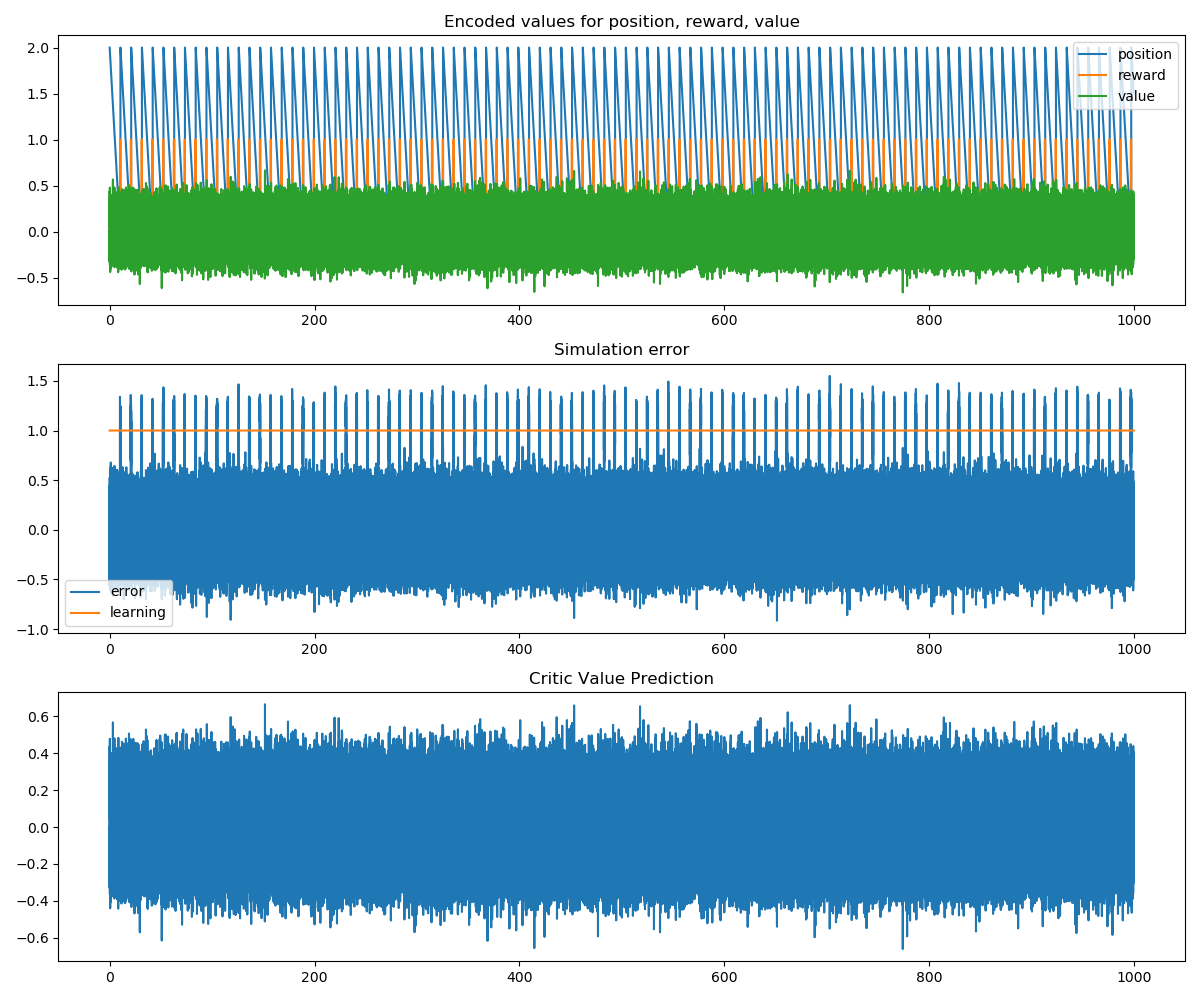 Encoded values for position, reward, value
2.0
1.5
1.0
0.5
0.0
−0.5
position
reward
value
0 200 400 600 800 1000
Simulation error
1.5
1.0
0.5
0.0
−0.5
−1.0
error
learning
0 200 400 600 800 1000
Critic Value Prediction
0.6
0.4
0.2
0.0
−0.2
−0.4
−0.6
0 200 400 600 800 1000